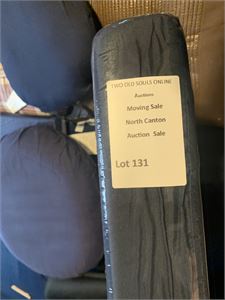 TWO OLD SOULS ONLINE
Auctions
Moving Sale
North Canton
Auction Sale
Lot 131